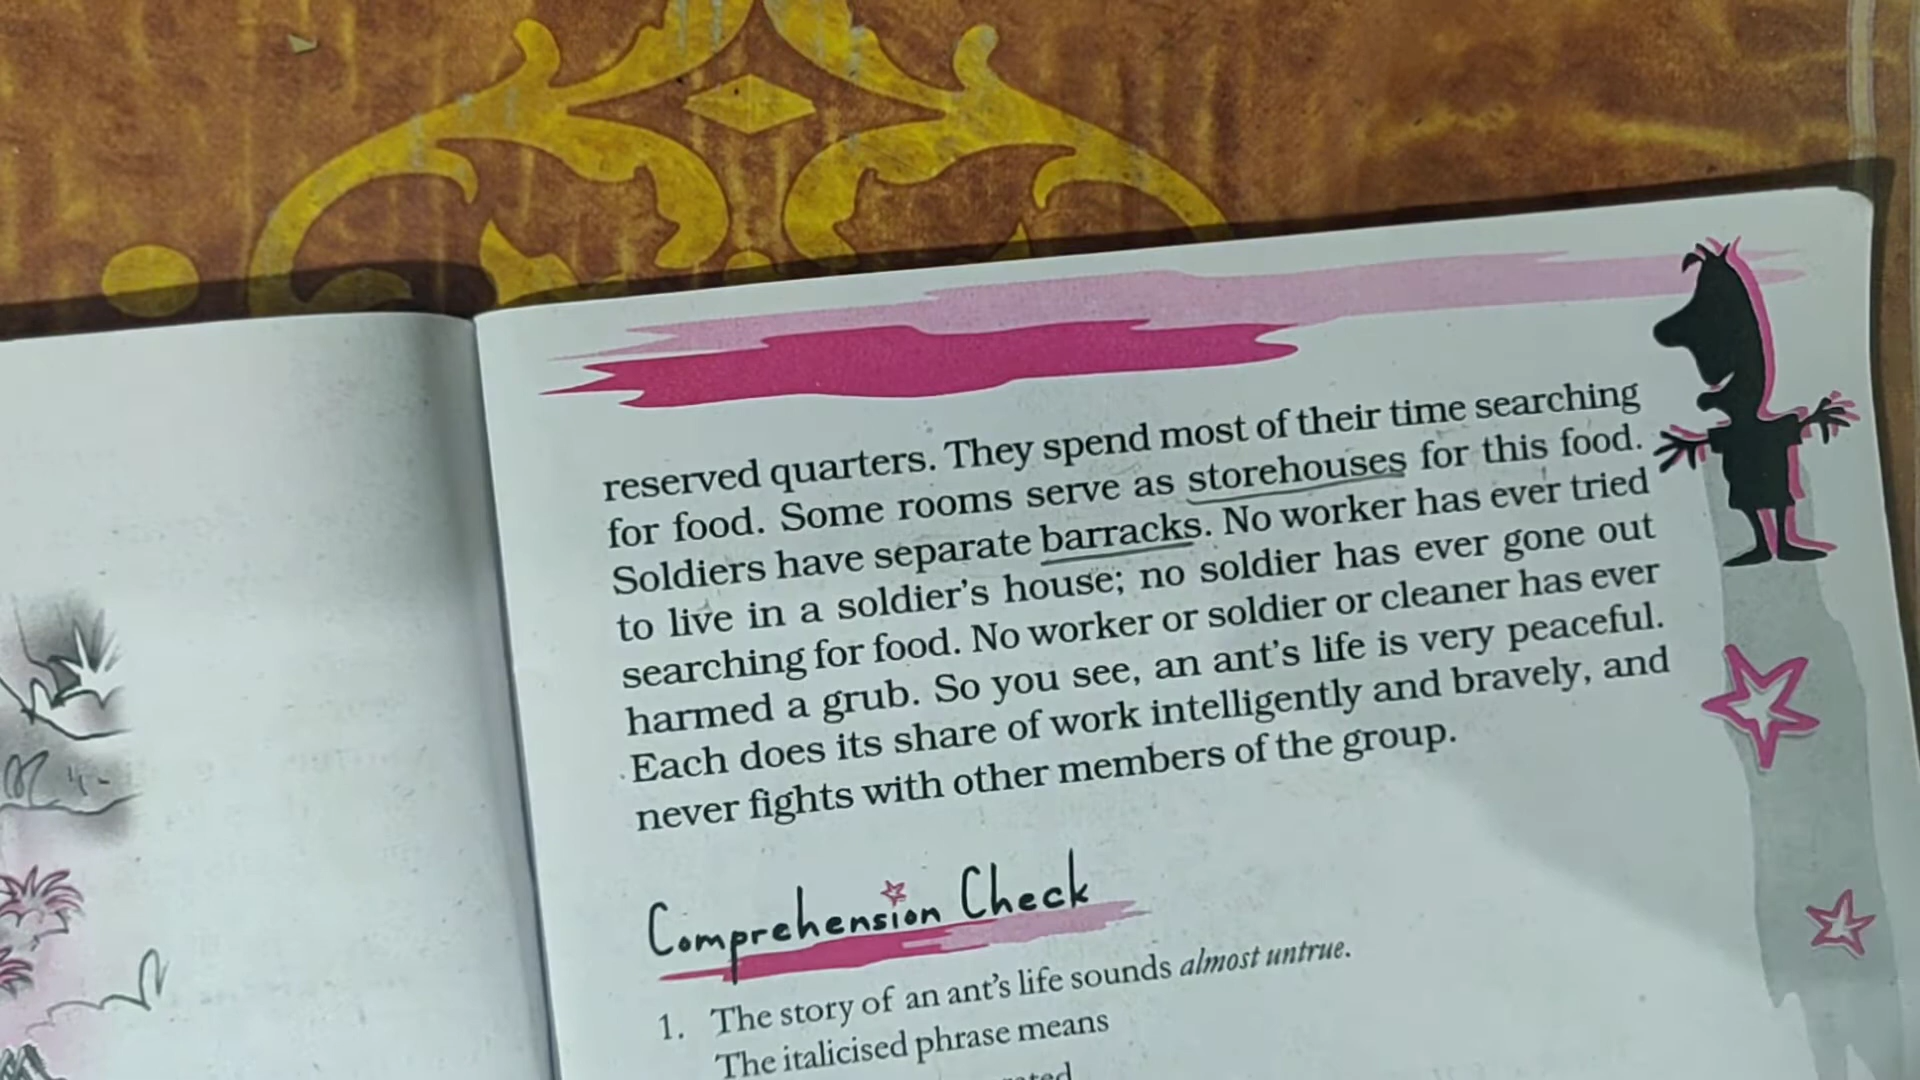 reserved quarters. They spend most of their time searching
for food. Some rooms serve as storehouses for this food.
Soldiers have separate barracks. No worker has ever tried
to live in a soldier's house; no soldier has ever gone out
searching for food. No worker or soldier or cleaner has ever
harmed a grub. So you see, an ant's life is very peaceful.
Each does its share of work intelligently and bravely, and
never fights with other members of the group.
Comprehension Check
1. The story of an ant's life sounds almost untrue.
The italicised phrase means